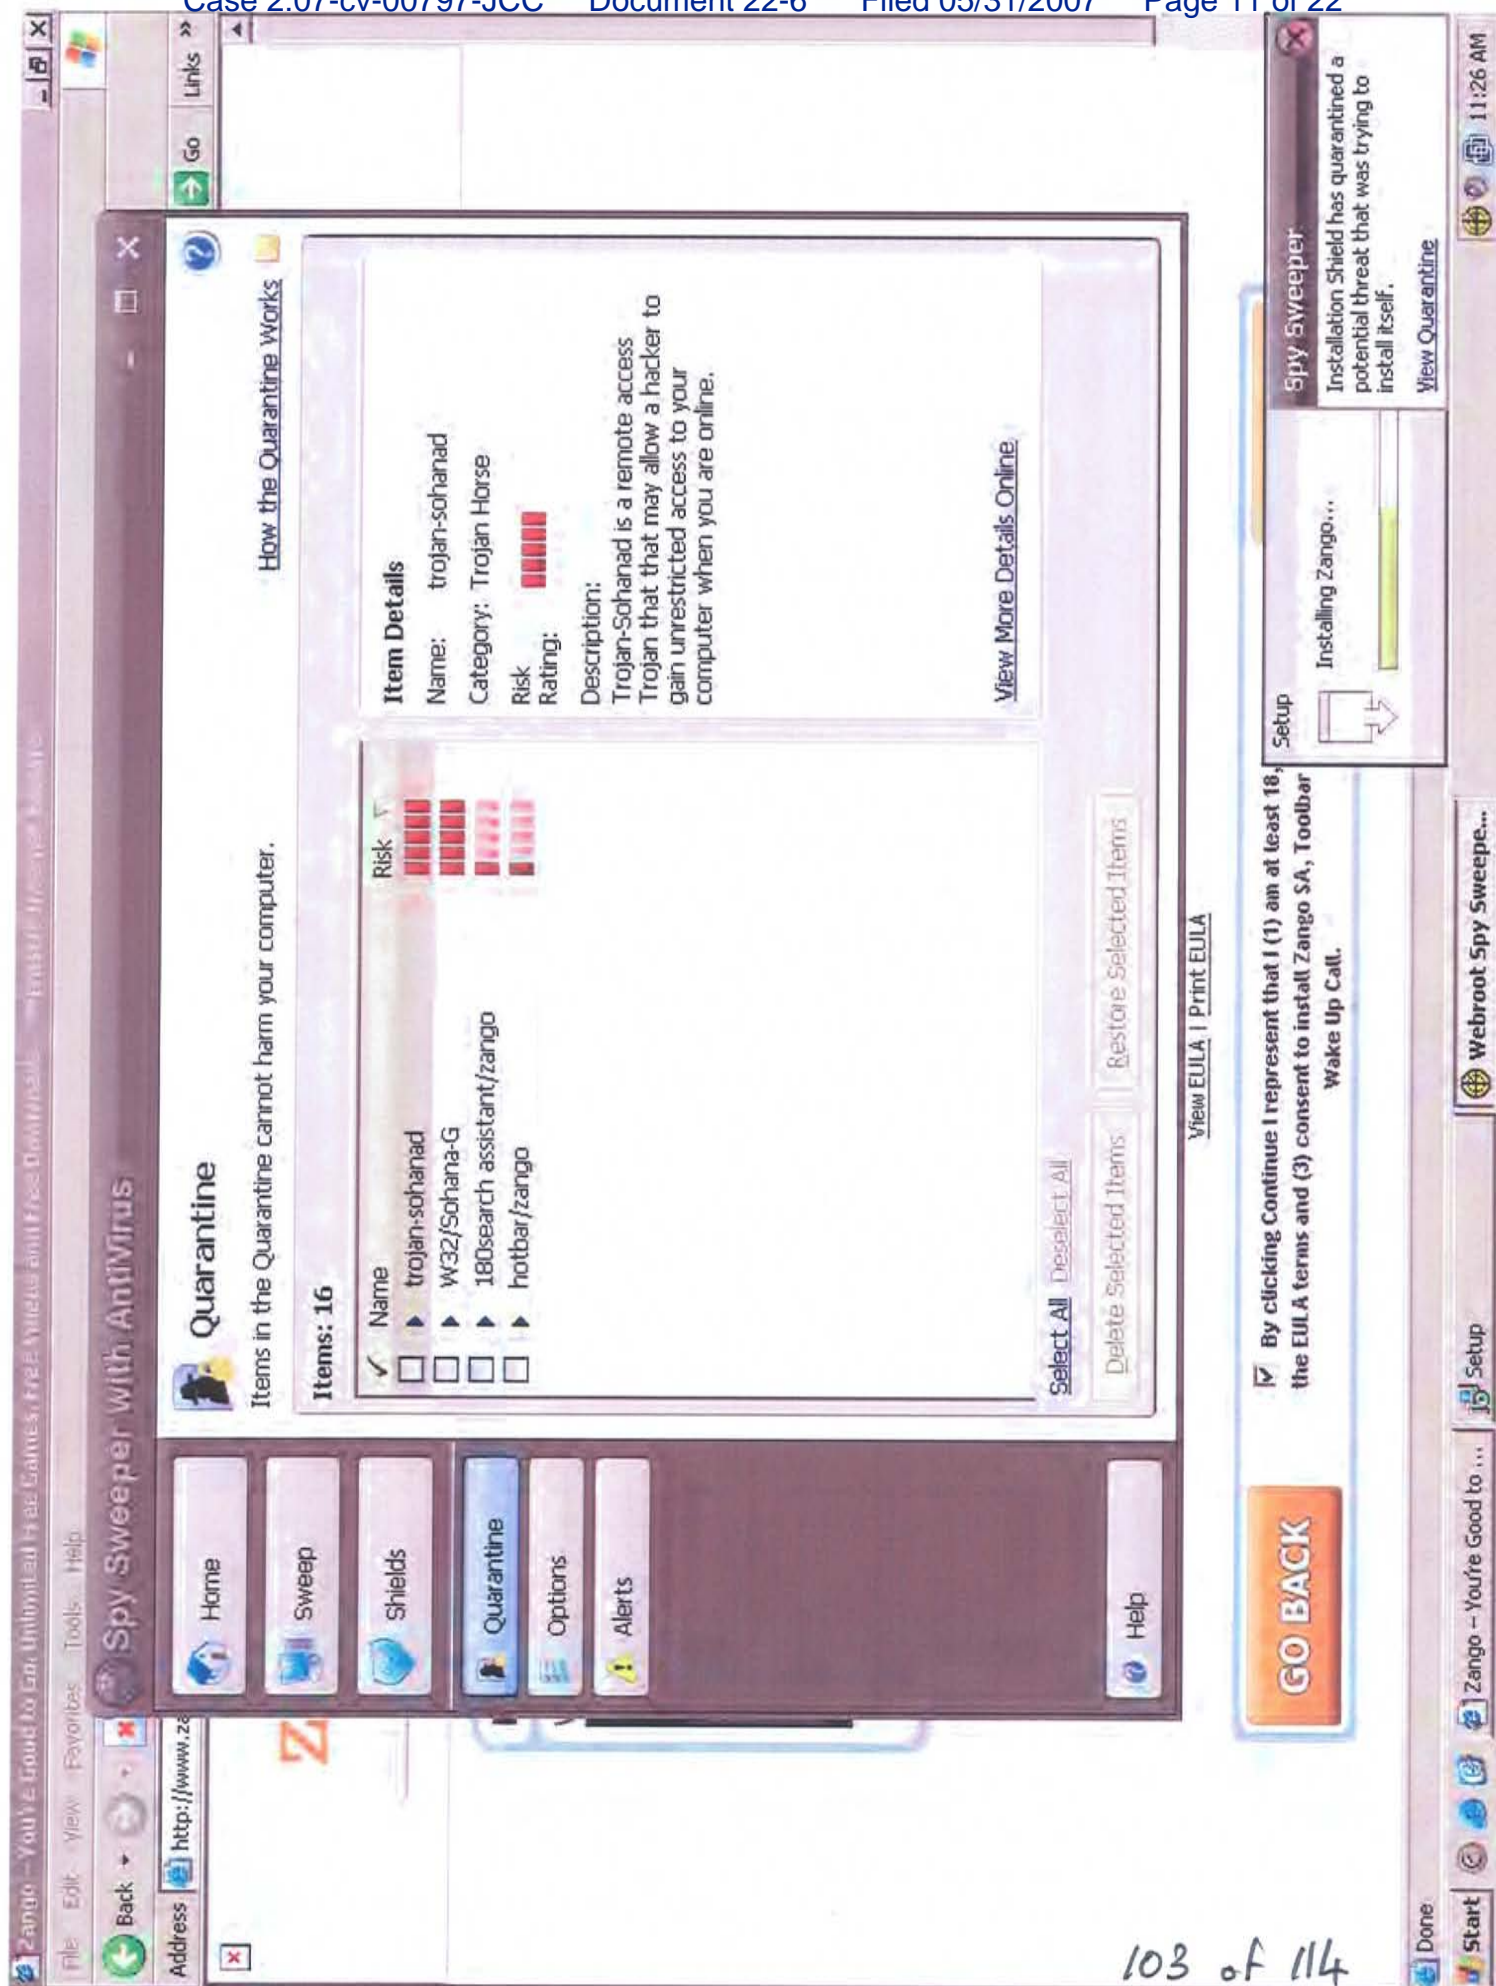 Case 2:07-cv-00797-JCC Document 22-6 Filed 05/31/2007 Page 11 of 22
Zango – You're Good to Go. Unlimited Free Games, Free Videos and Free Downloads
File Edit View Favorites Tools Help
Back
Address http://www.za
Go Links »
Z
Spy Sweeper with AntiVirus
Home
Sweep
Shields
Quarantine
Options
Alerts
Help
Quarantine
Items in the Quarantine cannot harm your computer.
How the Quarantine Works
Items: 16
Name Risk
trojan-sohanad
W32/Sohana-G
180search assistant/zango
hotbar/zango
Select All Deselect All
Delete Selected Items Restore Selected Items
Item Details
Name: trojan-sohanad
Category: Trojan Horse
Risk
Rating:
Description:
Trojan-Sohanad is a remote access
Trojan that that may allow a hacker to
gain unrestricted access to your
computer when you are online.
View More Details Online
View EULA | Print EULA
GO BACK
By clicking Continue I represent that I (1) am at least 18,
the EULA terms and (3) consent to install Zango SA, Toolbar
Wake Up Call.
Setup
Installing Zango...
Spy Sweeper
Installation Shield has quarantined a
potential threat that was trying to
install itself.
View Quarantine
Done
Start Zango – You're Good to ... Setup Webroot Spy Sweepe... 11:26 AM
103 of 114